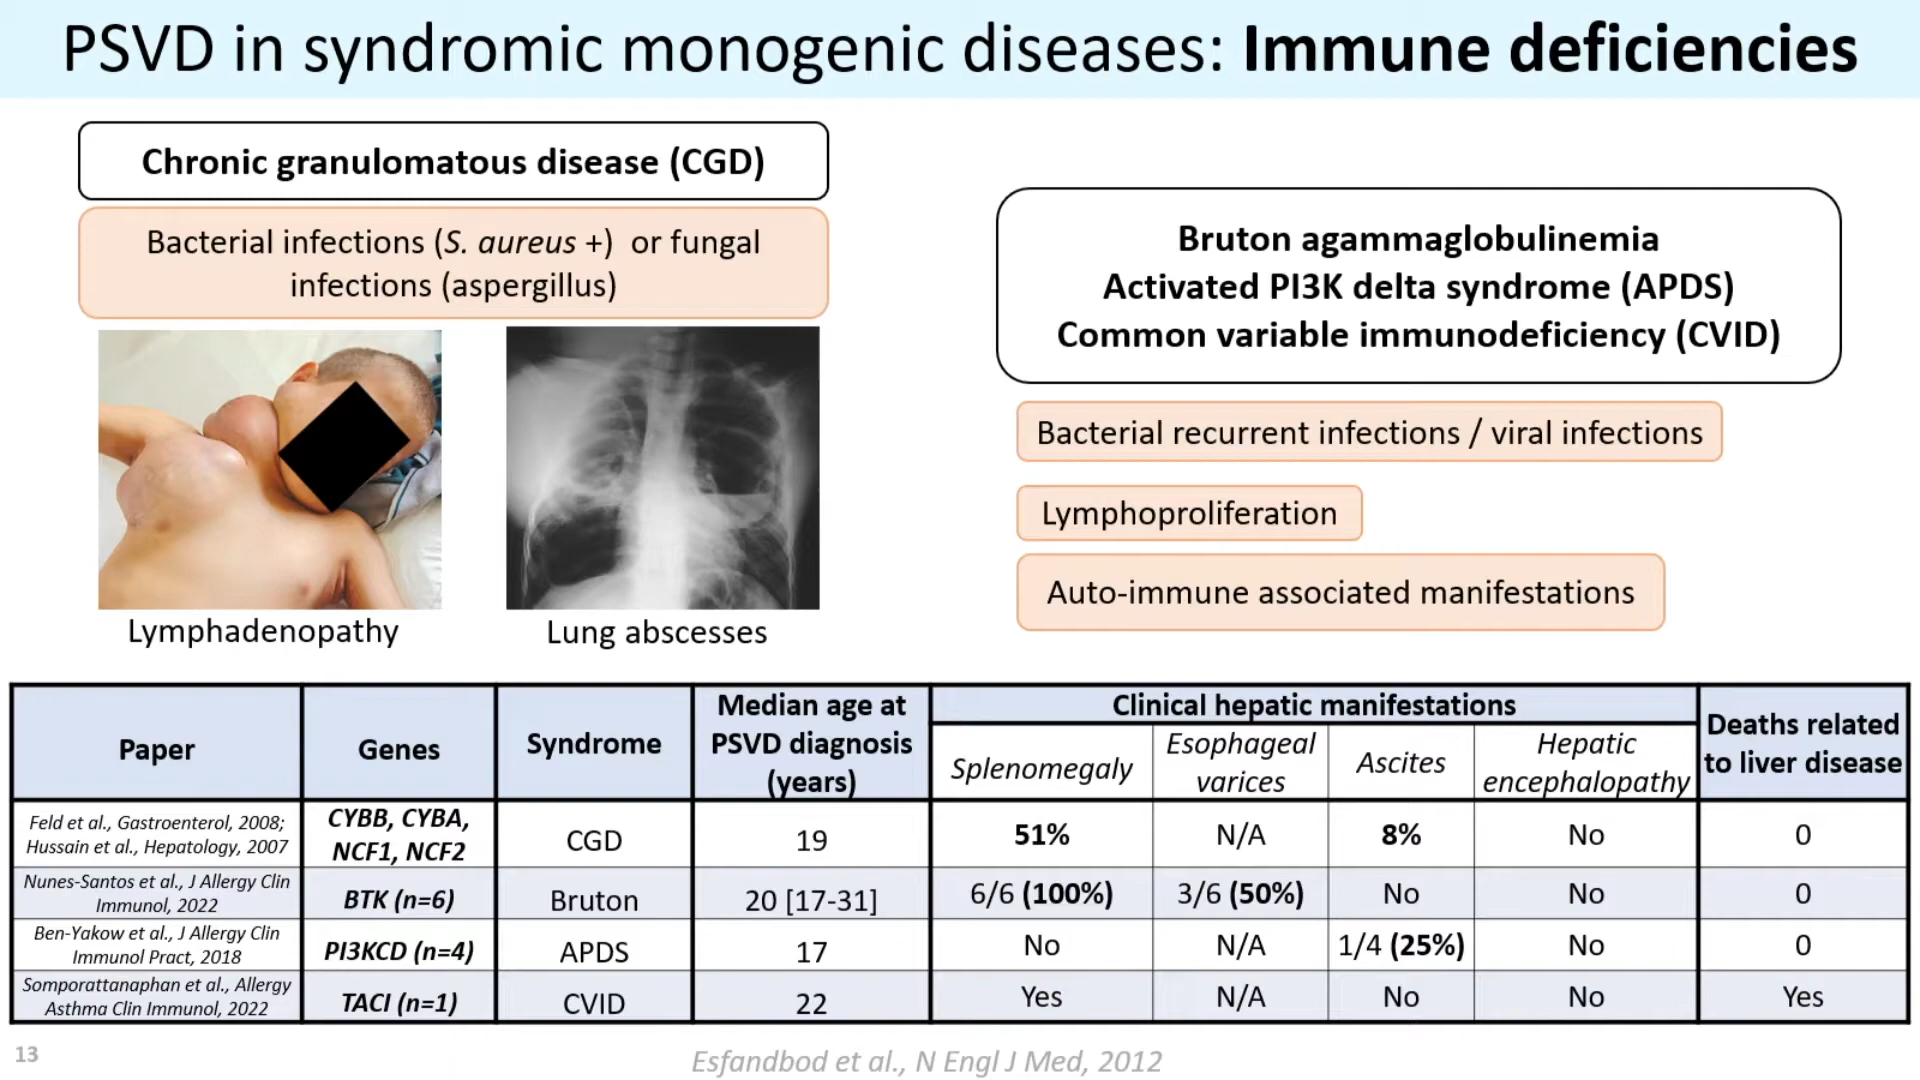 PSVD in syndromic monogenic diseases: Immune deficiencies
Chronic granulomatous disease (CGD)
Bacterial infections (S. aureus +) or fungal
infections (aspergillus)
Lymphadenopathy
Lung abscesses
Bruton agammaglobulinemia
Activated PI3K delta syndrome (APDS)
Common variable immunodeficiency (CVID)
Bacterial recurrent infections / viral infections
Lymphoproliferation
Auto-immune associated manifestations
Paper
Genes
Syndrome
Median age at
PSVD diagnosis
(years)
Clinical hepatic manifestations
Splenomegaly
Esophageal
varices
Ascites
Hepatic
encephalopathy
Deaths related
to liver disease
Feld et al., Gastroenterol, 2008;
Hussain et al., Hepatology, 2007
CYBB, CYBA,
NCF1, NCF2
CGD
19
51%
N/A
8%
No
0
Nunes-Santos et al., J Allergy Clin
Immunol, 2022
BTK (n=6)
Bruton
20 [17-31]
6/6 (100%)
3/6 (50%)
No
No
0
Ben-Yakow et al., J Allergy Clin
Immunol Pract, 2018
PI3KCD (n=4)
APDS
17
No
N/A
1/4 (25%)
No
0
Somporattanaphan et al., Allergy
Asthma Clin Immunol, 2022
TACI (n=1)
CVID
22
Yes
N/A
No
No
Yes
13
Esfandbod et al., N Engl J Med, 2012